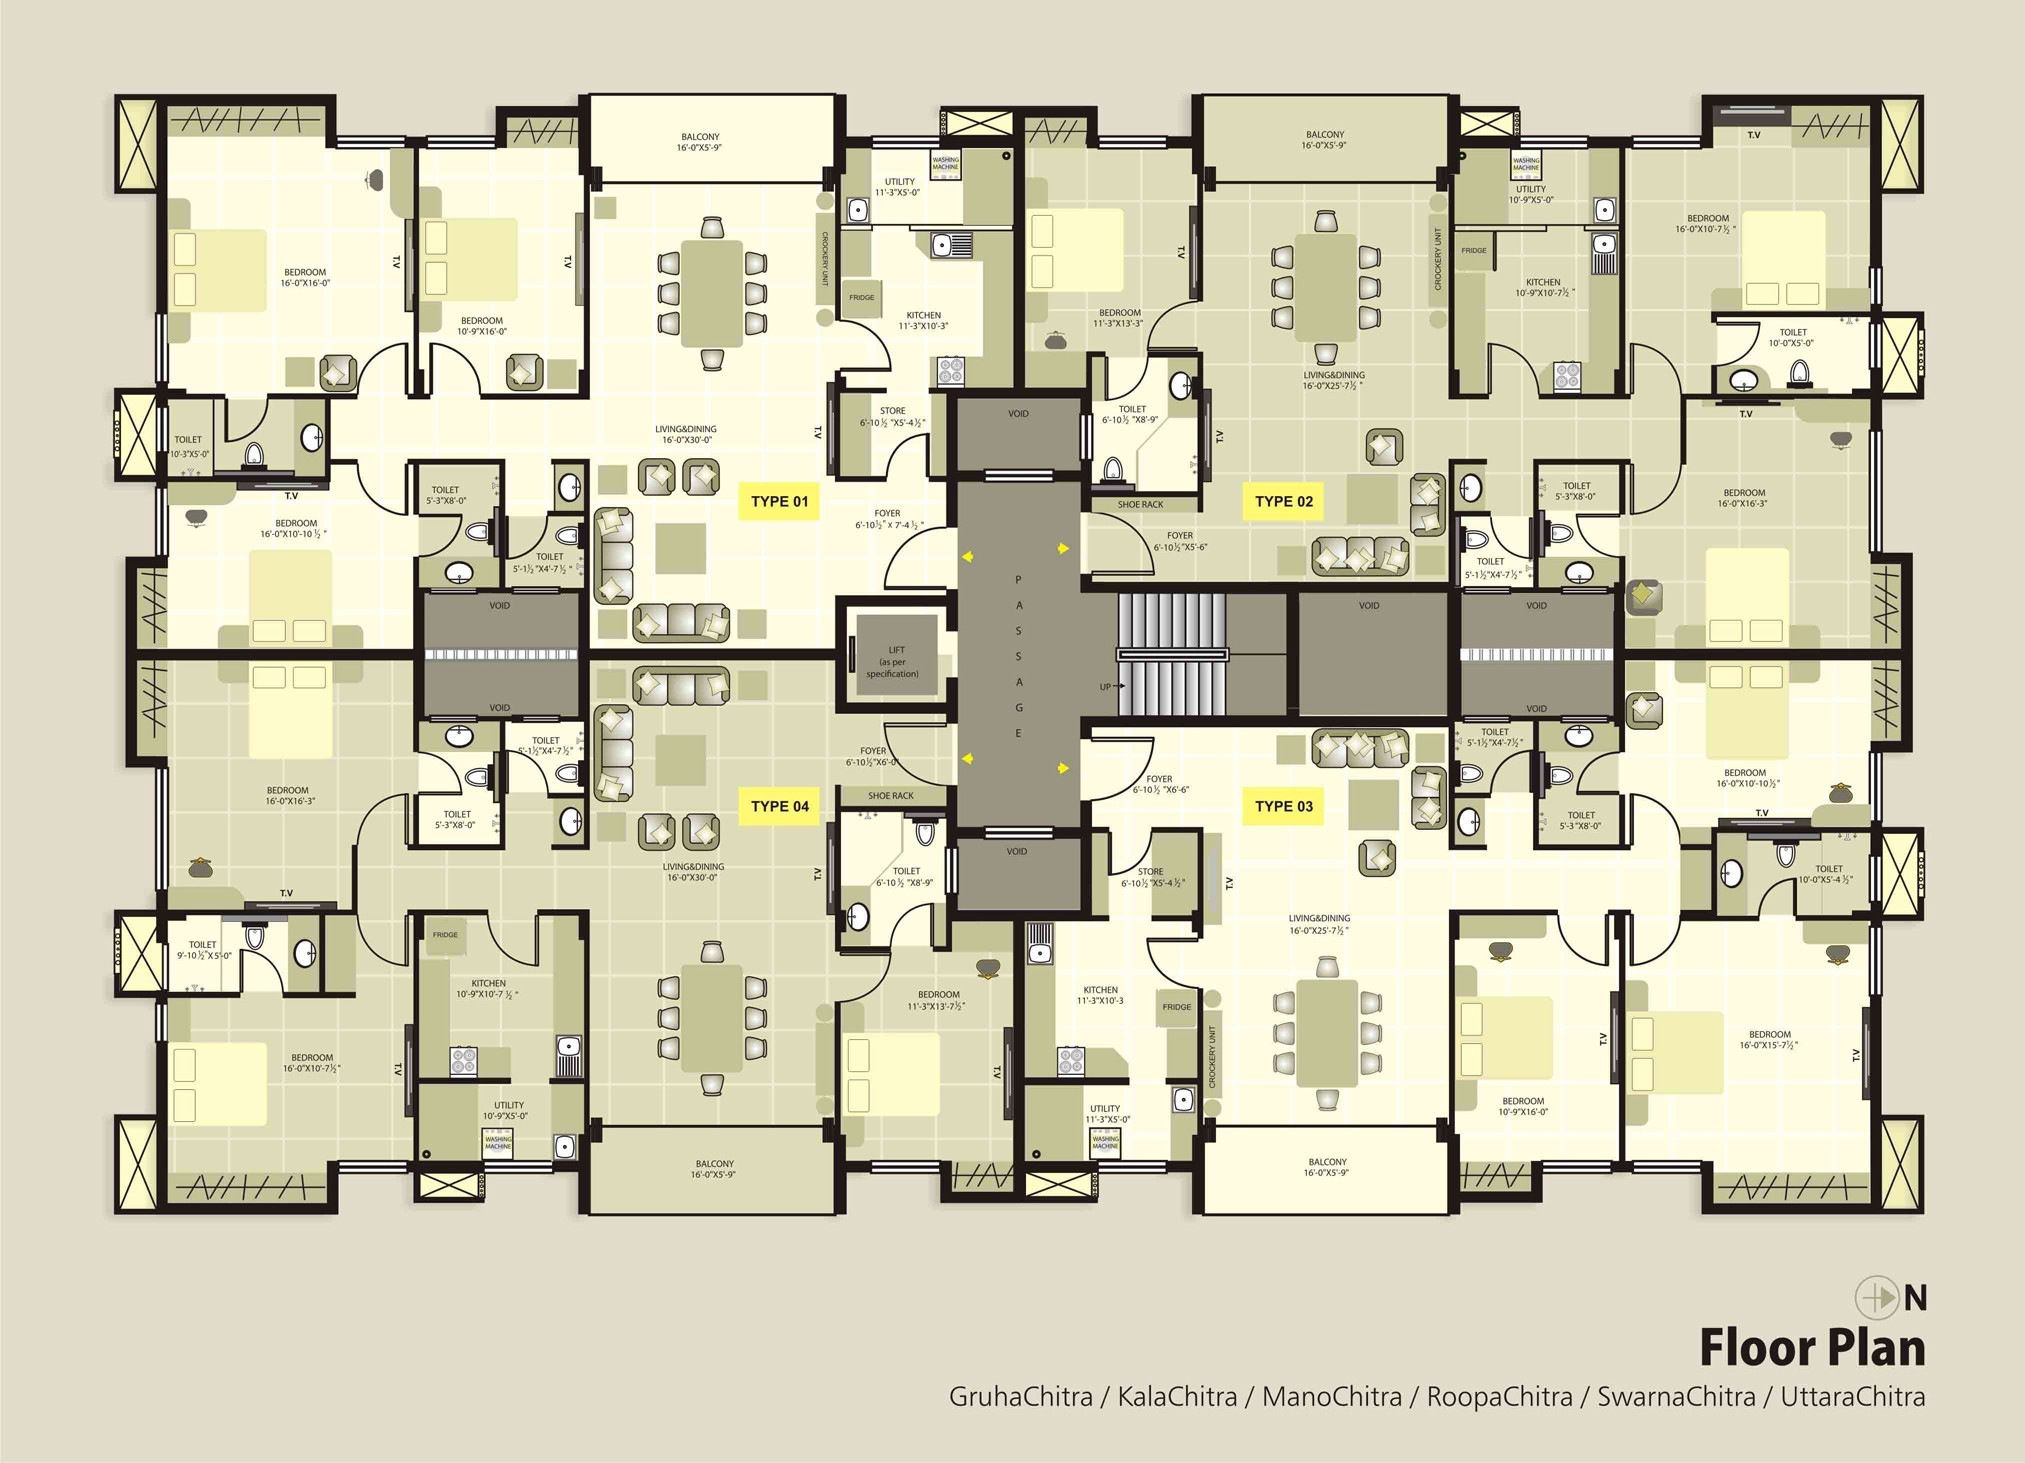 BALCONY
16'-0"X5'-9"
UTILITY
11'-3"X5'-0"
WASHING
MACHINE
BEDROOM
16'-0"X16'-0"
T.V
BEDROOM
10'-9"X16'-0"
T.V
CROCKERY UNIT
FRIDGE
KITCHEN
11'-3"X10'-3"
STORE
6'-10½"X5'-4½"
LIVING&DINING
16'-0"X30'-0"
T.V
TOILET
10'-3"X5'-0"
T.V
BEDROOM
16'-0"X10'-10½"
TOILET
5'-3"X8'-0"
TOILET
5'-1½"X4'-7½"
TYPE 01
FOYER
6'-10½" x 7'-4½"
VOID
BALCONY
16'-0"X5'-9"
WASHING
MACHINE
UTILITY
10'-9"X5'-0"
T.V
BEDROOM
16'-0"X10'-7½"
T.V
BEDROOM
11'-3"X13'-3"
CROCKERY UNIT
FRIDGE
KITCHEN
10'-9"X10'-7½"
TOILET
10'-0"X5'-0"
LIVING&DINING
16'-0"X25'-7½"
VOID
TOILET
6'-10½"X8'-9"
T.V
T.V
BEDROOM
16'-0"X16'-3"
TYPE 02
SHOE RACK
FOYER
6'-10½"X5'-6"
TOILET
5'-3"X8'-0"
TOILET
5'-1½"X4'-7½"
VOID
VOID
LIFT
(as per
specification)
PASSAGE
UP
VOID
VOID
VOID
TOILET
5'-1½"X4'-7½"
BEDROOM
16'-0"X16'-3"
TOILET
5'-3"X8'-0"
TYPE 04
FOYER
6'-10½"X6'-0"
SHOE RACK
T.V
LIVING&DINING
16'-0"X30'-0"
T.V
TOILET
6'-10½"X8'-9"
VOID
TOILET
9'-10½"X5'-0"
FRIDGE
KITCHEN
10'-9"X10'-7½"
BEDROOM
11'-3"X13'-7½"
BEDROOM
16'-0"X10'-7½"
T.V
T.V
UTILITY
10'-9"X5'-0"
WASHING
MACHINE
BALCONY
16'-0"X5'-9"
FOYER
6'-10½"X6'-6"
TYPE 03
TOILET
5'-1½"X4'-7½"
TOILET
5'-3"X8'-0"
BEDROOM
16'-0"X10'-10½"
T.V
STORE
6'-10½"X5'-4½"
T.V
TOILET
10'-0"X5'-4½"
LIVING&DINING
16'-0"X25'-7½"
KITCHEN
11'-3"X10'-3
FRIDGE
CROCKERY UNIT
BEDROOM
10'-9"X16'-0"
T.V
BEDROOM
16'-0"X15'-7½"
T.V
UTILITY
11'-3"X5'-0"
WASHING
MACHINE
BALCONY
16'-0"X5'-9"
N
Floor Plan
GruhaChitra / KalaChitra / ManoChitra / RoopaChitra / SwarnaChitra / UttaraChitra